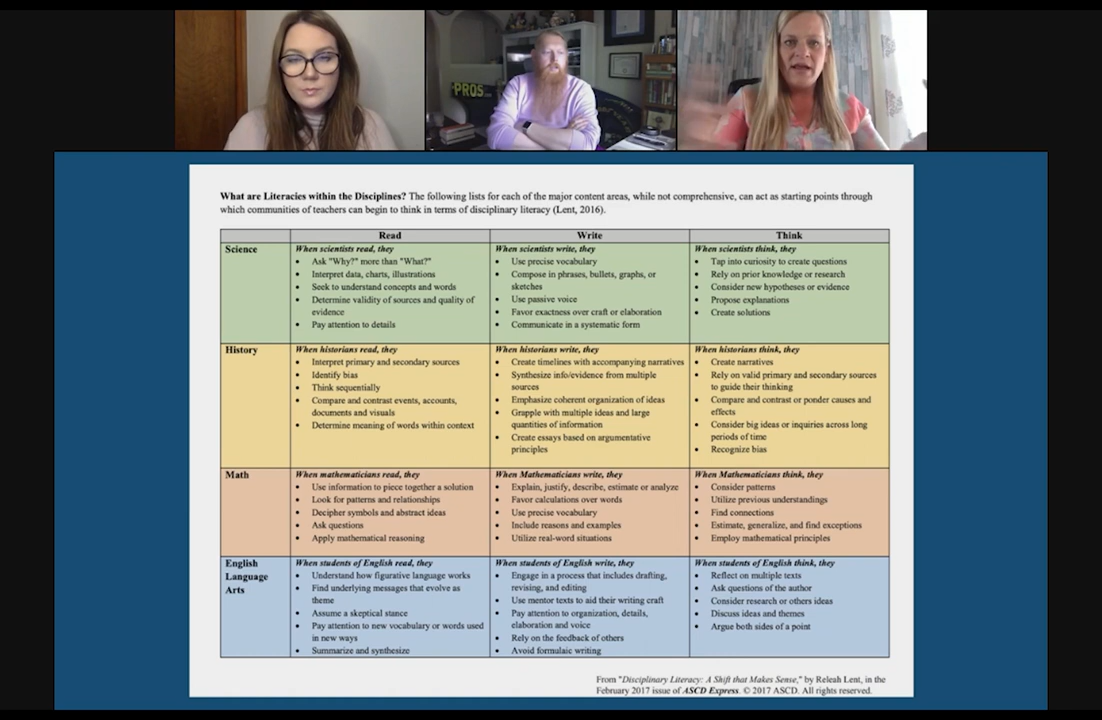 PROS
What are Literacies within the Disciplines? The following lists for each of the major content areas, while not comprehensive, can act as starting points through
which communities of teachers can begin to think in terms of disciplinary literacy (Lent, 2016).
Read
Write
Think
Science
When scientists read, they
• Ask "Why?" more than "What?"
• Interpret data, charts, illustrations
• Seek to understand concepts and words
• Determine validity of sources and quality of
evidence
• Pay attention to details
When scientists write, they
• Use precise vocabulary
• Compose in phrases, bullets, graphs, or
sketches
• Use passive voice
• Favor exactness over craft or elaboration
• Communicate in a systematic form
When scientists think, they
• Tap into curiosity to create questions
• Rely on prior knowledge or research
• Consider new hypotheses or evidence
• Propose explanations
• Create solutions
History
When historians read, they
• Interpret primary and secondary sources
• Identify bias
• Think sequentially
• Compare and contrast events, accounts,
documents and visuals
• Determine meaning of words within context
When historians write, they
• Create timelines with accompanying narratives
• Synthesize info/evidence from multiple
sources
• Emphasize coherent organization of ideas
• Grapple with multiple ideas and large
quantities of information
• Create essays based on argumentative
principles
When historians think, they
• Create narratives
• Rely on valid primary and secondary sources
to guide their thinking
• Compare and contrast or ponder causes and
effects
• Consider big ideas or inquiries across long
periods of time
• Recognize bias
Math
When mathematicians read, they
• Use information to piece together a solution
• Look for patterns and relationships
• Decipher symbols and abstract ideas
• Ask questions
• Apply mathematical reasoning
When Mathematicians write, they
• Explain, justify, describe, estimate or analyze
• Favor calculations over words
• Use precise vocabulary
• Include reasons and examples
• Utilize real-word situations
When Mathematicians think, they
• Consider patterns
• Utilize previous understandings
• Find connections
• Estimate, generalize, and find exceptions
• Employ mathematical principles
English
Language
Arts
When students of English read, they
• Understand how figurative language works
• Find underlying messages that evolve as
theme
• Assume a skeptical stance
• Pay attention to new vocabulary or words used
in new ways
• Summarize and synthesize
When students of English write, they
• Engage in a process that includes drafting,
revising, and editing
• Use mentor texts to aid their writing craft
• Pay attention to organization, details,
elaboration and voice
• Rely on the feedback of others
• Avoid formulaic writing
When students of English think, they
• Reflect on multiple texts
• Ask questions of the author
• Consider research or others ideas
• Discuss ideas and themes
• Argue both sides of a point
From "Disciplinary Literacy: A Shift that Makes Sense," by Releah Lent, in the
February 2017 issue of ASCD Express. © 2017 ASCD. All rights reserved.